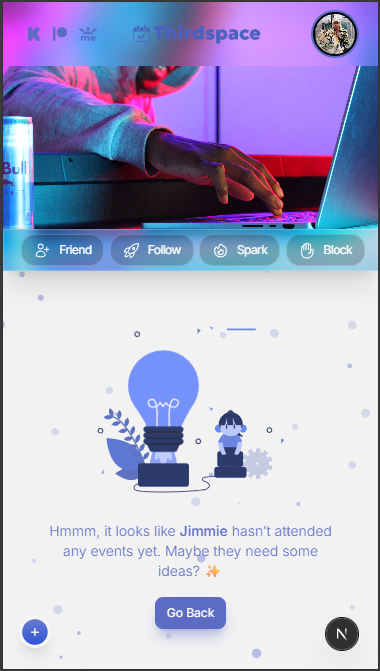 me
Thirdspace
Bull
Friend
Follow
Spark
Block
Hmmm, it looks like Jimmie hasn't attended
any events yet. Maybe they need some
ideas? ✨
Go Back
+
N